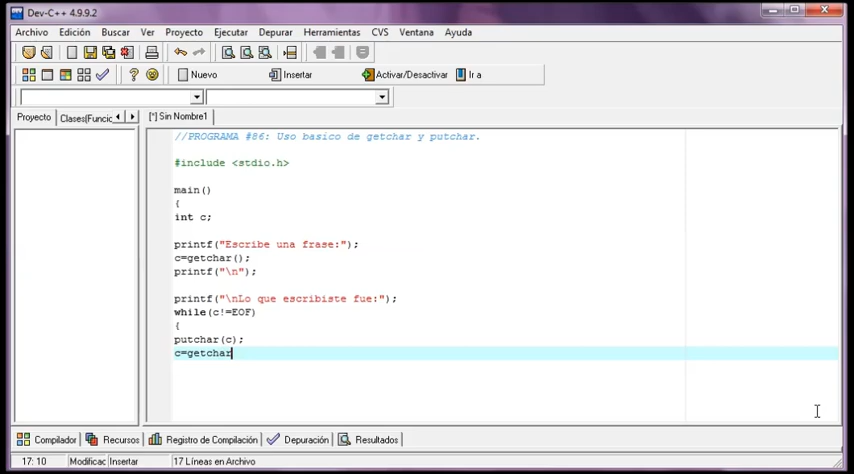 Dev-C++ 4.9.9.2
Archivo Edición Buscar Ver Proyecto Ejecutar Depurar Herramientas CVS Ventana Ayuda
Nuevo Insertar Activar/Desactivar Ir a
Proyecto Clases(Funcio [*] Sin Nombre1
//PROGRAMA #86: Uso basico de getchar y putchar.
#include <stdio.h>
main()
{
int c;
printf("Escribe una frase:");
c=getchar();
printf("\n");
printf("\nLo que escribiste fue:");
while(c!=EOF)
{
putchar(c);
c=getchar
Compilador Recursos Registro de Compilación Depuración Resultados
17: 10 Modificac Insertar 17 Líneas en Archivo